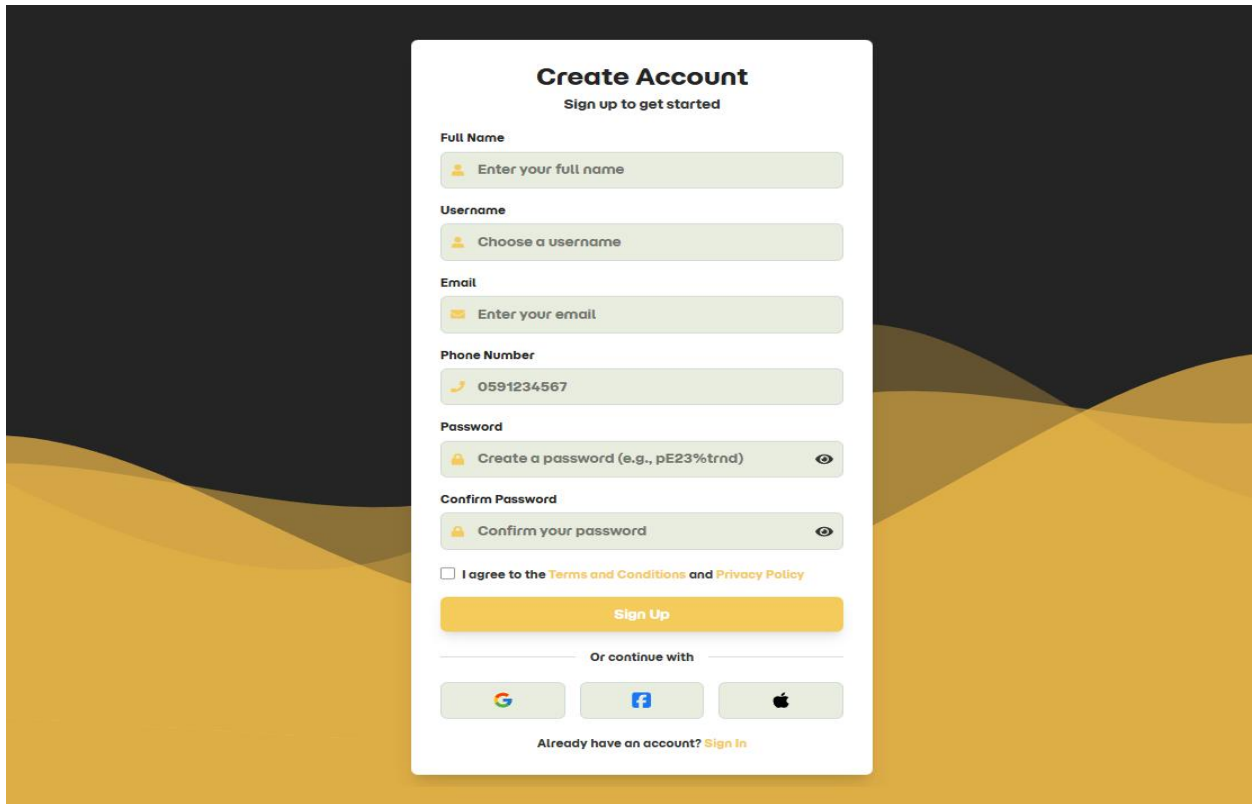 Create Account
Sign up to get started
Full Name
Enter your full name
Username
Choose a username
Email
Enter your email
Phone Number
0591234567
Password
Create a password (e.g., pE23%trnd)
Confirm Password
Confirm your password
I agree to the Terms and Conditions and Privacy Policy
Sign Up
Or continue with
Already have an account? Sign In